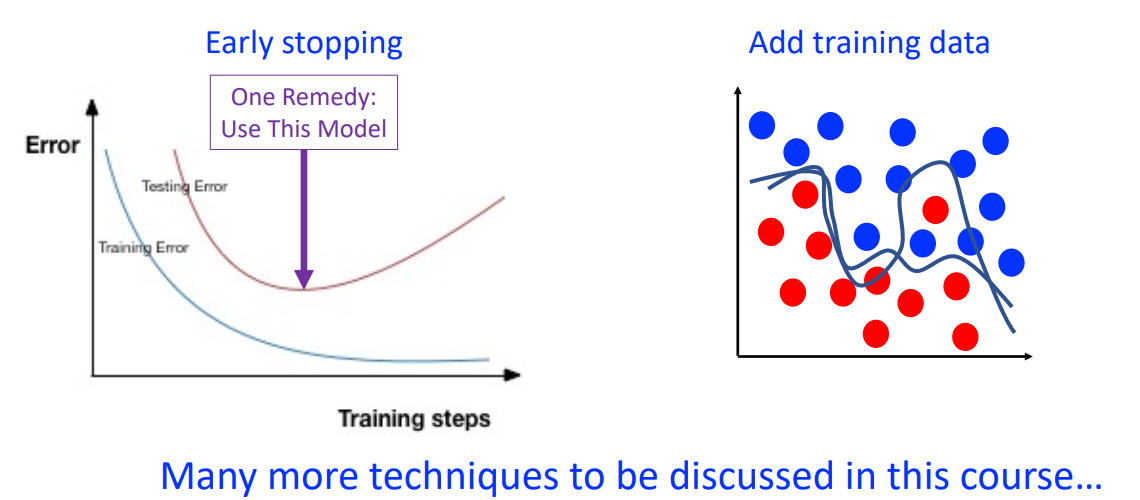 Early stopping
Add training data
One Remedy:
Use This Model
Error
Testing Error
Training Error
Training steps
Many more techniques to be discussed in this course…